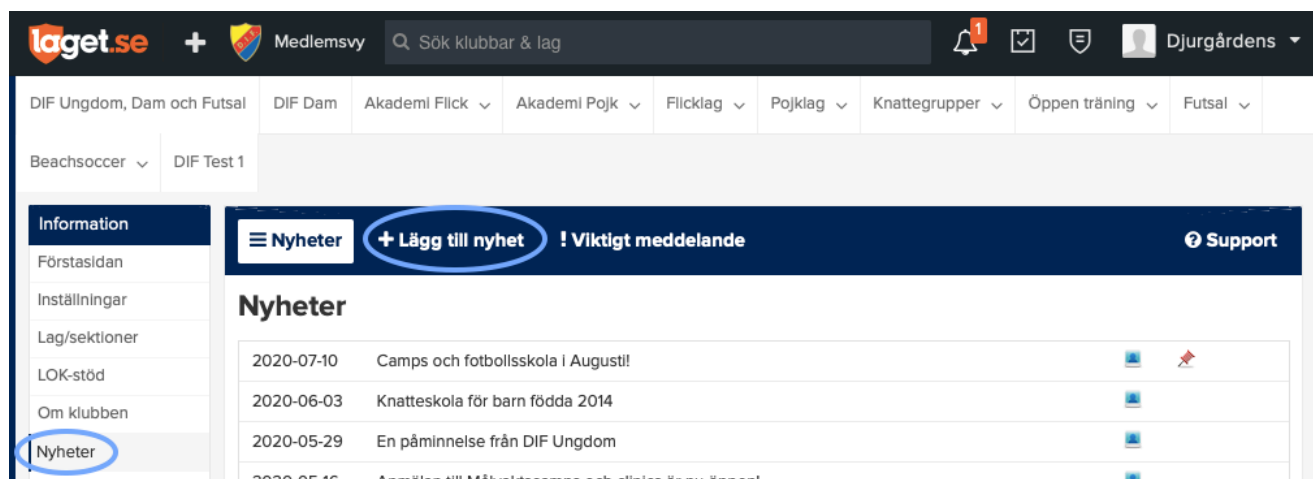 laget.se + Medlemsvy Sök klubbar & lag 1 Djurgårdens
DIF Ungdom, Dam och Futsal DIF Dam Akademi Flick Akademi Pojk Flicklag Pojklag Knattegrupper Öppen träning Futsal
Beachsoccer DIF Test 1
Information
Förstasidan
Inställningar
Lag/sektioner
LOK-stöd
Om klubben
Nyheter
Nyheter + Lägg till nyhet ! Viktigt meddelande ? Support
Nyheter
2020-07-10 Camps och fotbollsskola i Augusti!
2020-06-03 Knatteskola för barn födda 2014
2020-05-29 En påminnelse från DIF Ungdom